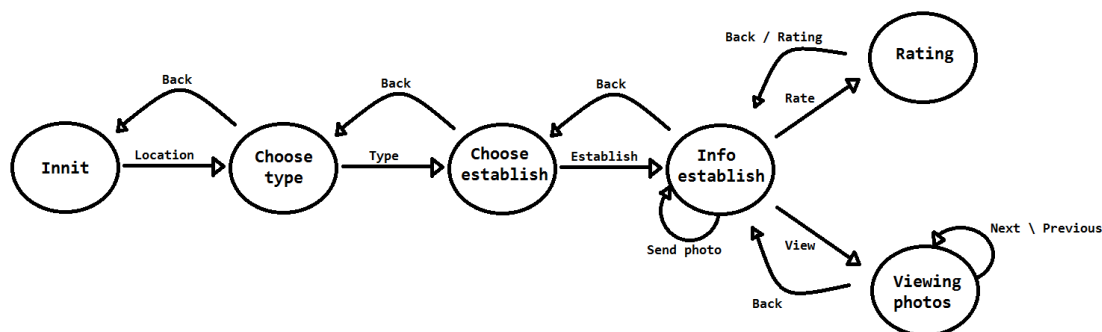 Back / Rating
Rating
Back
Back
Back
Rate
Innit
Location
Choose
type
Type
Choose
establish
Establish
Info
establish
Send photo
View
Next \ Previous
Back
Viewing
photos